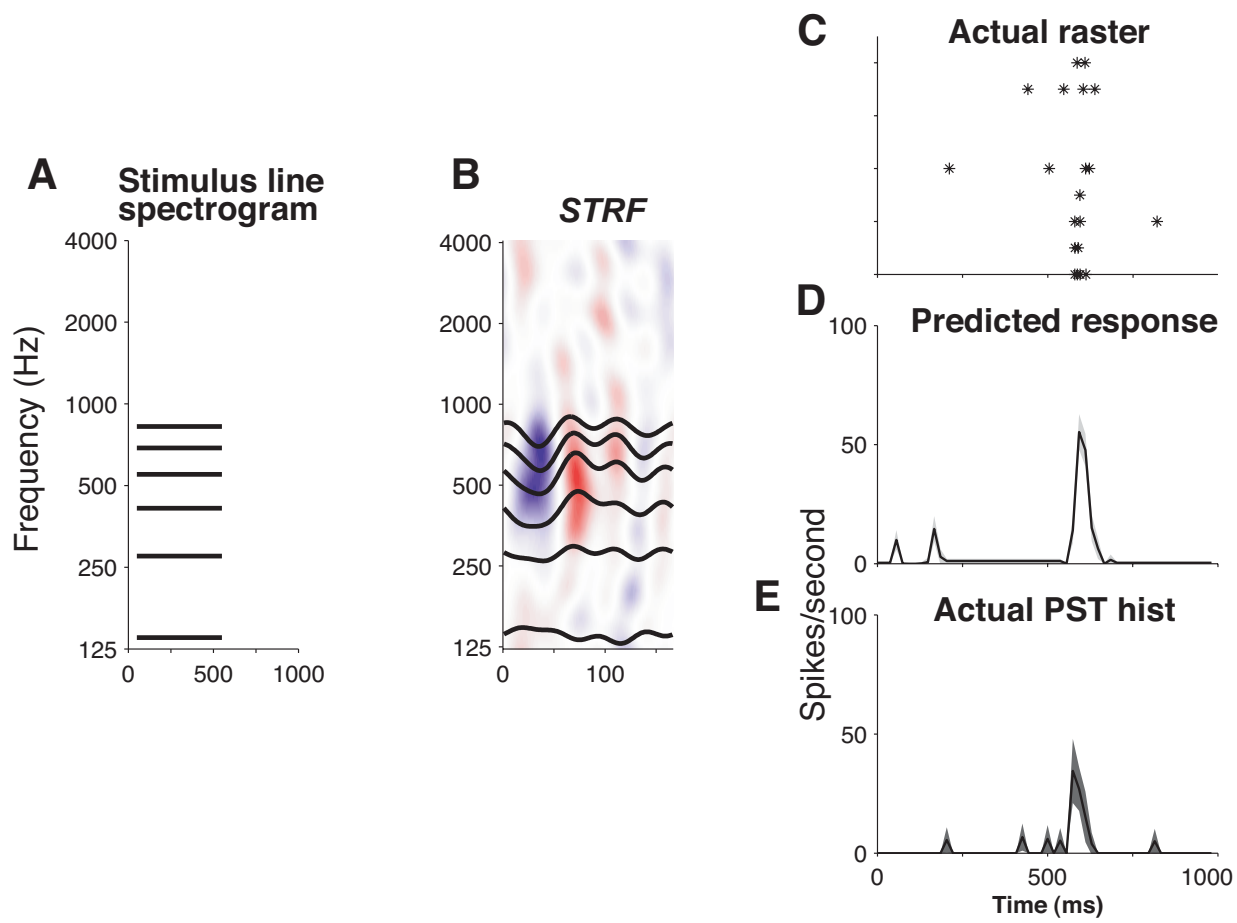 A
Stimulus line
spectrogram
Frequency (Hz)
4000
2000
1000
500
250
125
0
500
1000
B
STRF
4000
2000
1000
500
250
125
0
100
C
Actual raster
D
Predicted response
100
50
0
Spikes/second
E
Actual PST hist
100
50
0
0
500
1000
Time (ms)